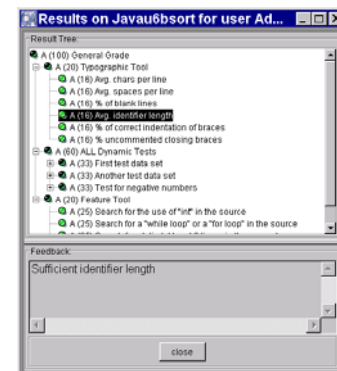 Results on Javau6bsort for user Ad...
Result Tree:
A (100) General Grade
A (20) Typographic Tool
A (16) Avg. chars per line
A (16) Avg. spaces per line
A (16) % of blank lines
A (16) Avg. identifier length
A (16) % of correct indentation of braces
A (16) % uncommented closing braces
A (60) ALL Dynamic Tests
A (33) First test data set
A (33) Another test data set
A (33) Test for negative numbers
A (20) Feature Tool
A (25) Search for the use of "inf" in the source
A (25) Search for a "while loop" or a "for loop" in the source
Feedback:
Sufficient identifier length
close